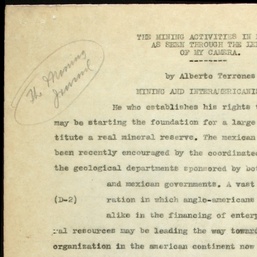 THE MINING ACTIVITIES IN
AS SEEN THROUGH THE
OF MY CAMERA.
The Mining
Journal
by Alberto Terrones
MINING AND INTERAMERICANI
He who establishes his rights
may be starting the foundation for a large
titute a real mineral reserve. The mexican
been recently encouraged by the coordinated
the geological departments sponsored by bot
and mexican governments. A vast
(D-2) ration in which anglo-americans
alike in the financing of enterp
ral resources may be leading the way toward
organization in the american continent now